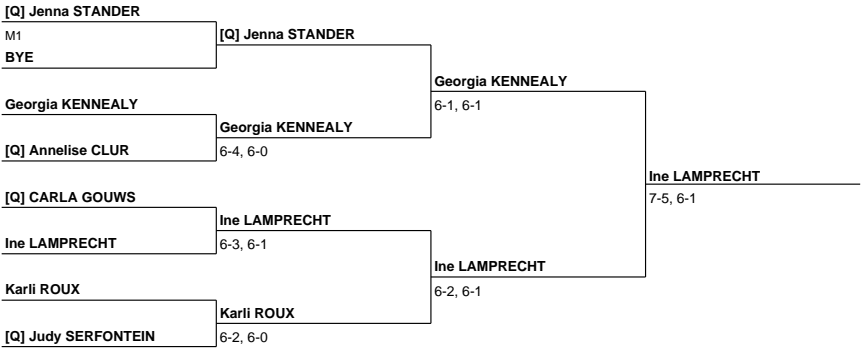 [Q] Jenna STANDER
M1
BYE
[Q] Jenna STANDER
Georgia KENNEALY
6-1, 6-1
Georgia KENNEALY
Georgia KENNEALY
6-4, 6-0
[Q] Annelise CLUR
Ine LAMPRECHT
7-5, 6-1
[Q] CARLA GOUWS
Ine LAMPRECHT
6-3, 6-1
Ine LAMPRECHT
Ine LAMPRECHT
6-2, 6-1
Karli ROUX
Karli ROUX
6-2, 6-0
[Q] Judy SERFONTEIN